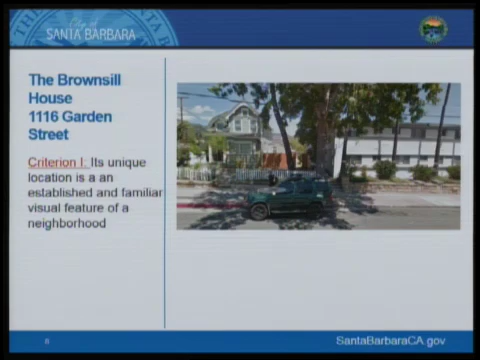 City of
SANTA BARBARA
The Brownsill
House
1116 Garden
Street
Criterion I: Its unique
location is a an
established and familiar
visual feature of a
neighborhood
8
SantaBarbaraCA.gov